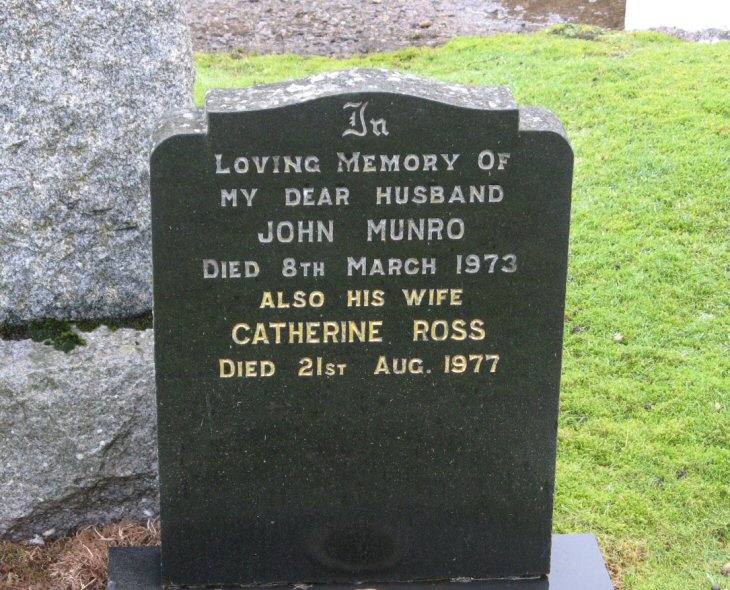 In
LOVING MEMORY OF
MY DEAR HUSBAND
JOHN MUNRO
DIED 8TH MARCH 1973
ALSO HIS WIFE
CATHERINE ROSS
DIED 21ST AUG. 1977